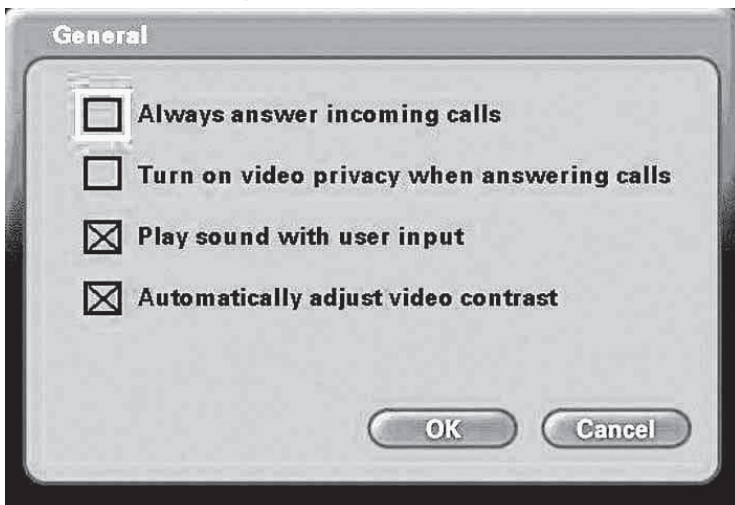 General
Always answer incoming calls
Turn on video privacy when answering calls
Play sound with user input
Automatically adjust video contrast
OK
Cancel